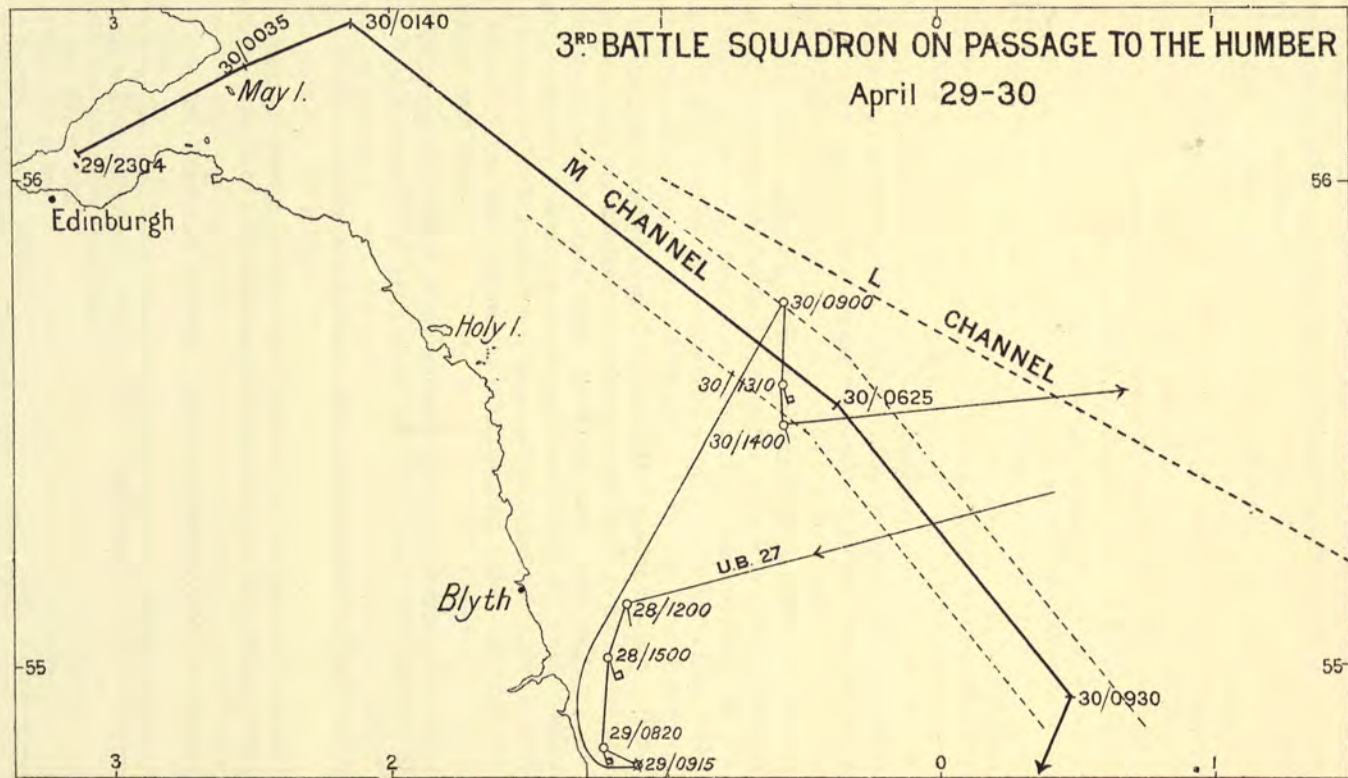 3 2 1 0 1
3RD BATTLE SQUADRON ON PASSAGE TO THE HUMBER
April 29-30
30/0140
30/0035
May I.
29/2304
56 56
Edinburgh
M CHANNEL
L CHANNEL
Holy I.
30/0900
30/1310
30/0625
30/1400
U.B. 27
Blyth
28/1200
28/1500
55 55
30/0930
29/0820
29/0915
3 2 1 0 1